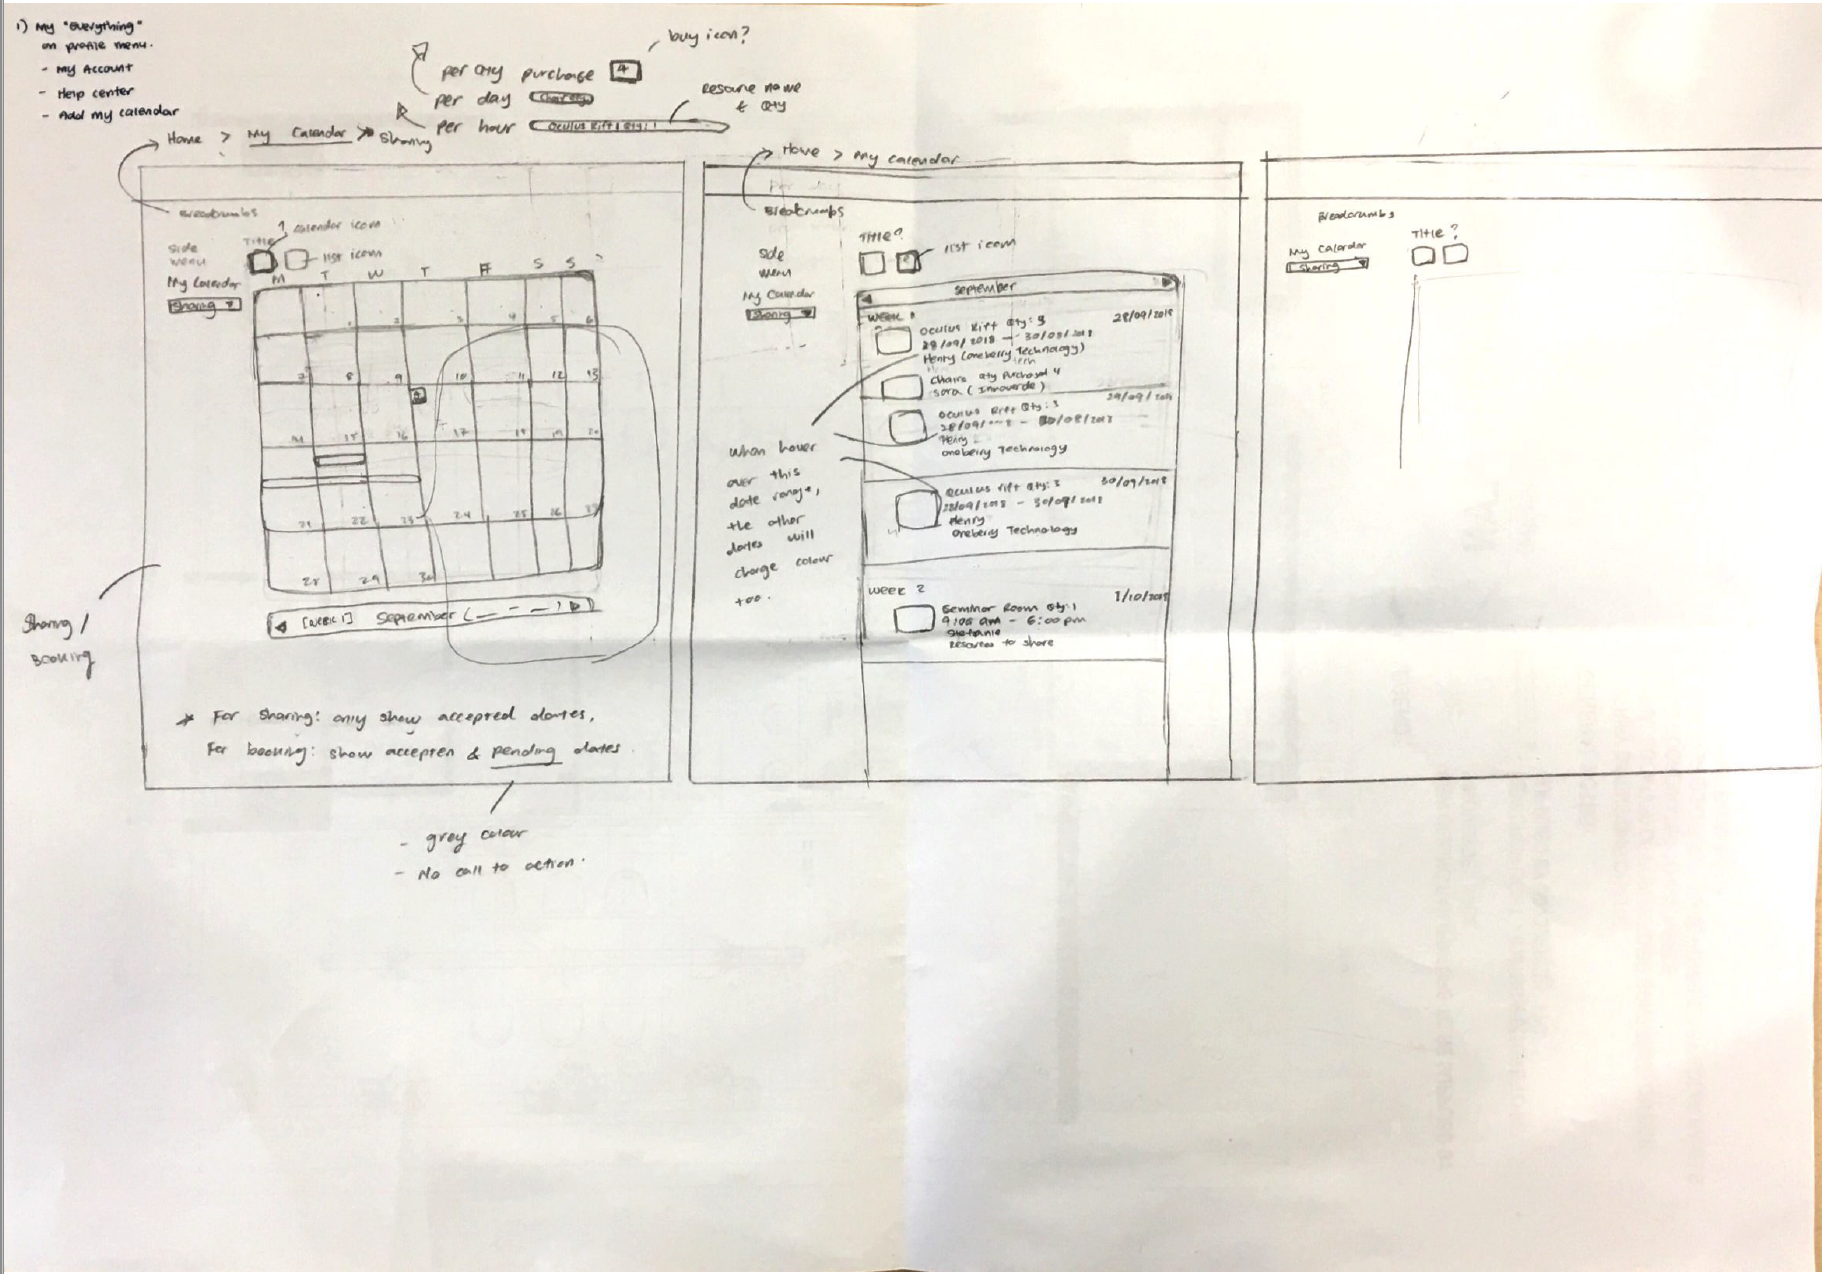 1) My "Everything"
on profile menu.
- My Account
- Help center
- Add my calendar
buy icon?
per Qty purchase 4
per day
per hour Oculus Rift | Qty: 1
Resource name
& Qty
Home > My Calendar > Sharing
Breadcrumbs
Title
calendar icon
list icon
Side
menu
My Calendar
Sharing
M T W T F S S
1 2 3 4 5 6
7 8 9 10 11 12 13
14 15 16 17 18 19 20
21 22 23 24 25 26 27
28 29 30
[WEEK 1] September ( _ - _ )
Sharing /
Booking
* For sharing: only show accepted dates,
For booking: show accepten & pending dates.
- grey colour
- No call to action.
Home > My calendar
Breadcrumbs
Title?
list icon
Side
menu
My Calendar
Sharing
September
WEEK 1
28/09/2018
Oculus Rift Qty: 3
28/09/2018 - 30/09/2018
Henry (Oneberry Technology)
Chairs Qty Purchased 4
Sara (Innoverde)
29/09/2018
Oculus Rift Qty: 3
Henry
Oneberry Technology
30/09/2018
Oculus rift Qty: 3
28/09/2018 - 30/09/2018
Henry
Oneberry Technology
week 2
1/10/2018
Seminar Room Qty: 1
9:00 am - 6:00 pm
Stefanie
Resources to share
When hover
over this
date range,
the other
dates will
change colour
too.
Breadcrumbs
Title?
My Calendar
Sharing